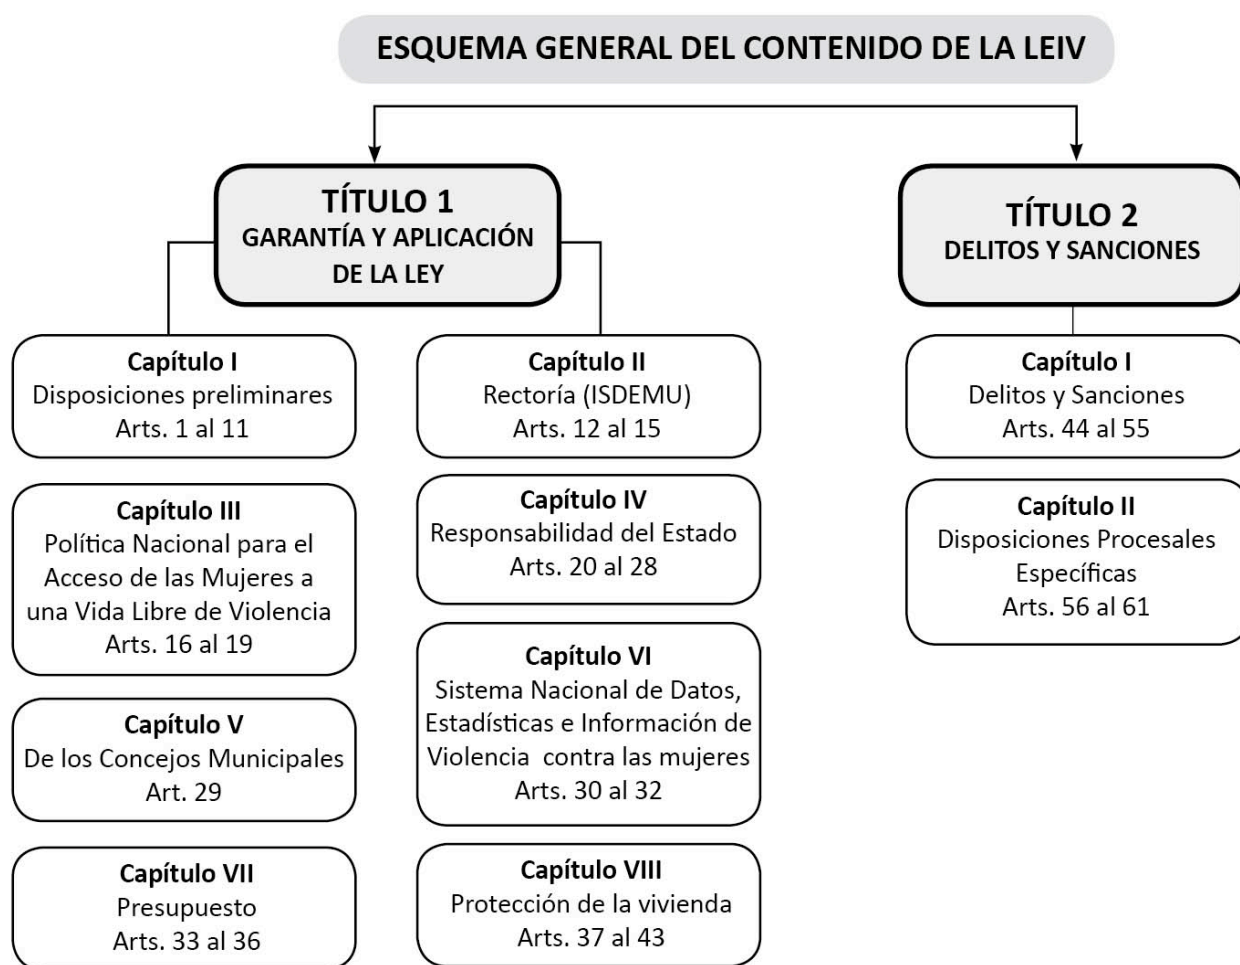 ESQUEMA GENERAL DEL CONTENIDO DE LA LEIV
TÍTULO 1
GARANTÍA Y APLICACIÓN
DE LA LEY
Capítulo I
Disposiciones preliminares
Arts. 1 al 11
Capítulo II
Rectoría (ISDEMU)
Arts. 12 al 15
Capítulo III
Política Nacional para el
Acceso de las Mujeres a
una Vida Libre de Violencia
Arts. 16 al 19
Capítulo IV
Responsabilidad del Estado
Arts. 20 al 28
Capítulo V
De los Concejos Municipales
Art. 29
Capítulo VI
Sistema Nacional de Datos,
Estadísticas e Información de
Violencia contra las mujeres
Arts. 30 al 32
Capítulo VII
Presupuesto
Arts. 33 al 36
Capítulo VIII
Protección de la vivienda
Arts. 37 al 43
TÍTULO 2
DELITOS Y SANCIONES
Capítulo I
Delitos y Sanciones
Arts. 44 al 55
Capítulo II
Disposiciones Procesales
Específicas
Arts. 56 al 61